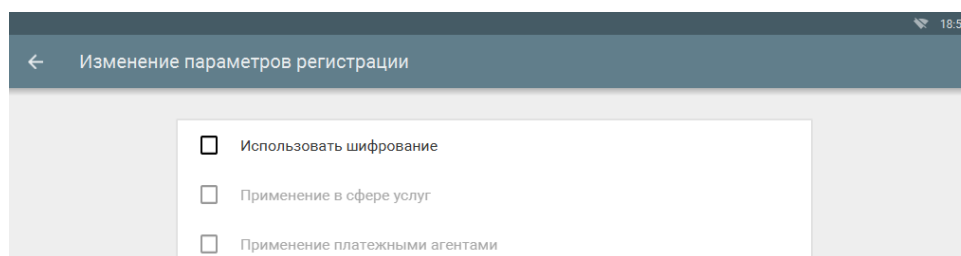 18:5
Изменение параметров регистрации
Использовать шифрование
Применение в сфере услуг
Применение платежными агентами